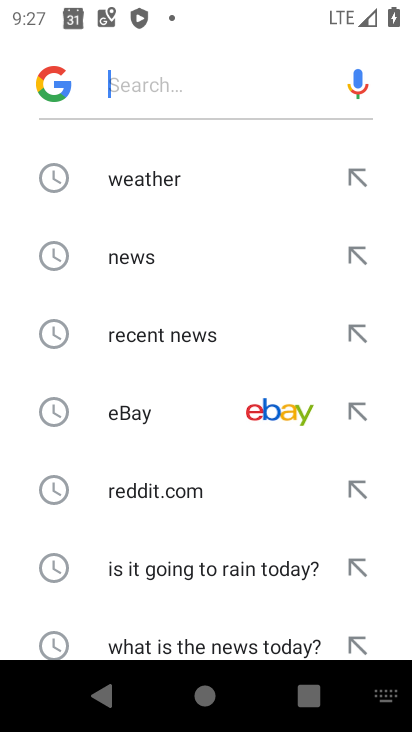 9:27 31 LTE
G Search…
weather
news
recent news
eBay ebay
reddit.com
is it going to rain today?
what is the news today?